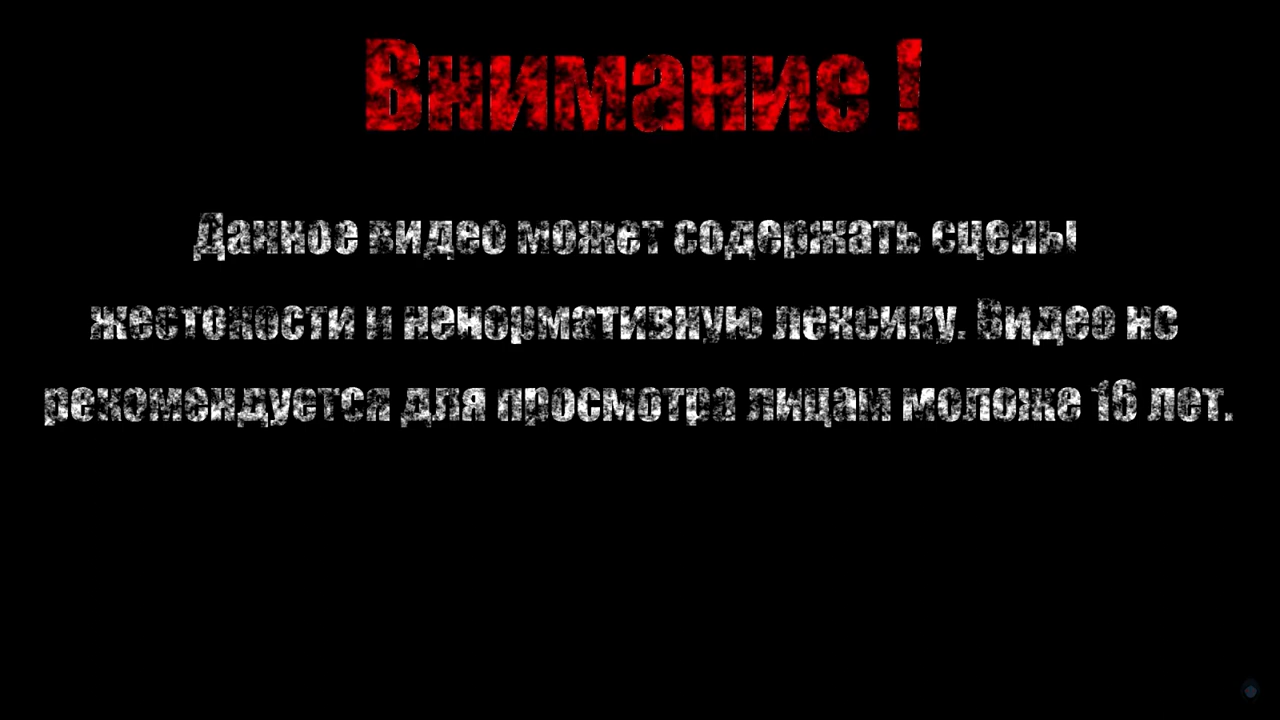 Внимание !
Данное видео может содержать сцены
жестокости и ненормативную лексику. Видео не
рекомендуется для просмотра лицам моложе 16 лет.